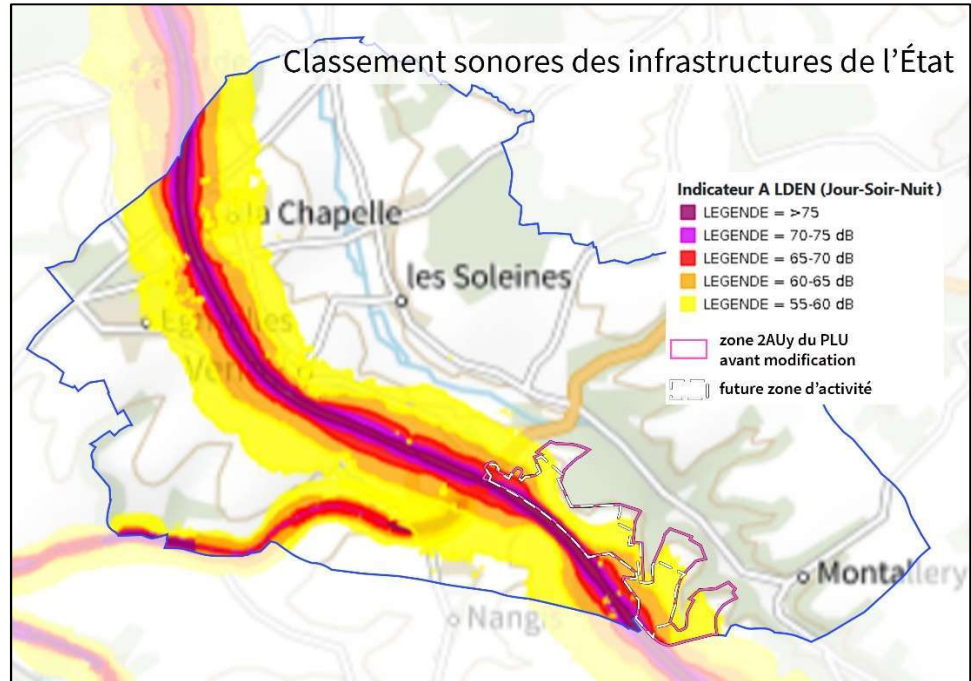 Classement sonores des infrastructures de l’État
Indicateur A LDEN (Jour-Soir-Nuit )
LEGENDE = >75
LEGENDE = 70-75 dB
LEGENDE = 65-70 dB
LEGENDE = 60-65 dB
LEGENDE = 55-60 dB
zone 2AUy du PLU
avant modification
future zone d’activité
la Chapelle
les Soleines
Montallery
Nangis